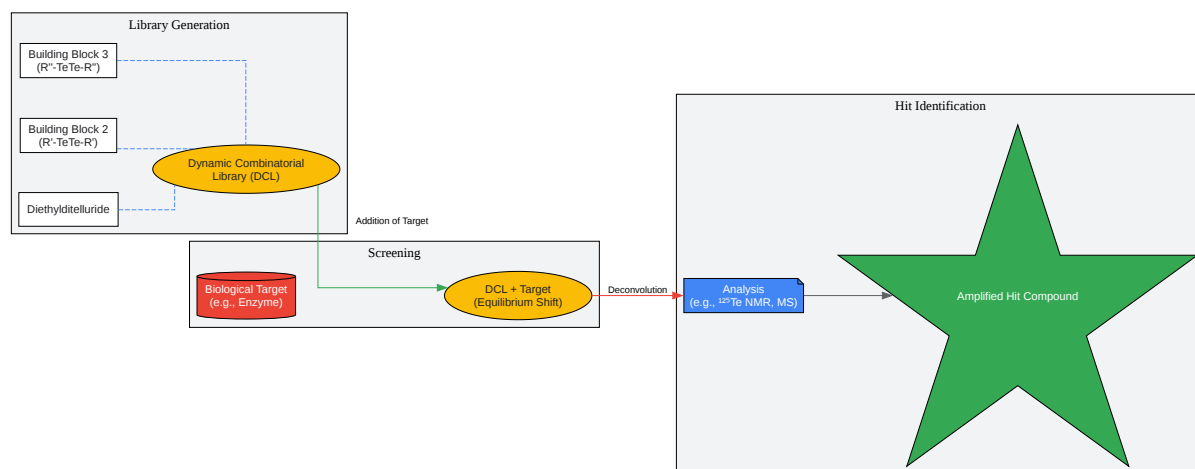 Library Generation
Building Block 3
(R''-TeTe-R'')
Building Block 2
(R'-TeTe-R')
Dynamic Combinatorial
Library (DCL)
Diethylditelluride
Addition of Target
Screening
Biological Target
(e.g., Enzyme)
DCL + Target
(Equilibrium Shift)
Deconvolution
Hit Identification
Analysis
(e.g., ¹²⁵Te NMR, MS)
Amplified Hit Compound